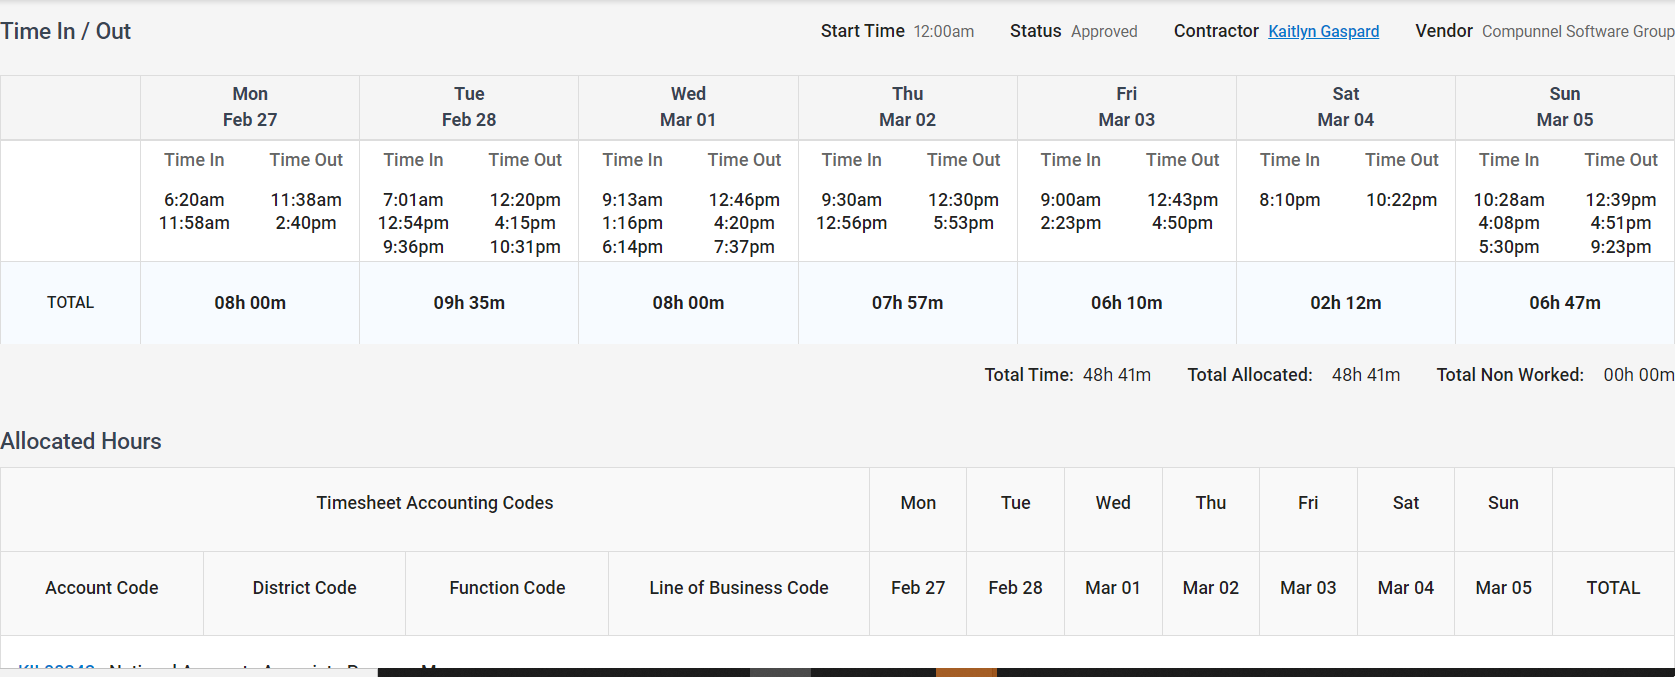 Time In / Out Start Time 12:00am Status Approved Contractor Kaitlyn Gaspard Vendor Compunnel Software Group
Mon Tue Wed Thu Fri Sat Sun
Feb 27 Feb 28 Mar 01 Mar 02 Mar 03 Mar 04 Mar 05
Time In Time Out Time In Time Out Time In Time Out Time In Time Out Time In Time Out Time In Time Out Time In Time Out
6:20am 11:38am 7:01am 12:20pm 9:13am 12:46pm 9:30am 12:30pm 9:00am 12:43pm 8:10pm 10:22pm 10:28am 12:39pm
11:58am 2:40pm 12:54pm 4:15pm 1:16pm 4:20pm 12:56pm 5:53pm 2:23pm 4:50pm 4:08pm 4:51pm
9:36pm 10:31pm 6:14pm 7:37pm 5:30pm 9:23pm
TOTAL 08h 00m 09h 35m 08h 00m 07h 57m 06h 10m 02h 12m 06h 47m
Total Time: 48h 41m Total Allocated: 48h 41m Total Non Worked: 00h 00m
Allocated Hours
Timesheet Accounting Codes Mon Tue Wed Thu Fri Sat Sun
Account Code District Code Function Code Line of Business Code Feb 27 Feb 28 Mar 01 Mar 02 Mar 03 Mar 04 Mar 05 TOTAL